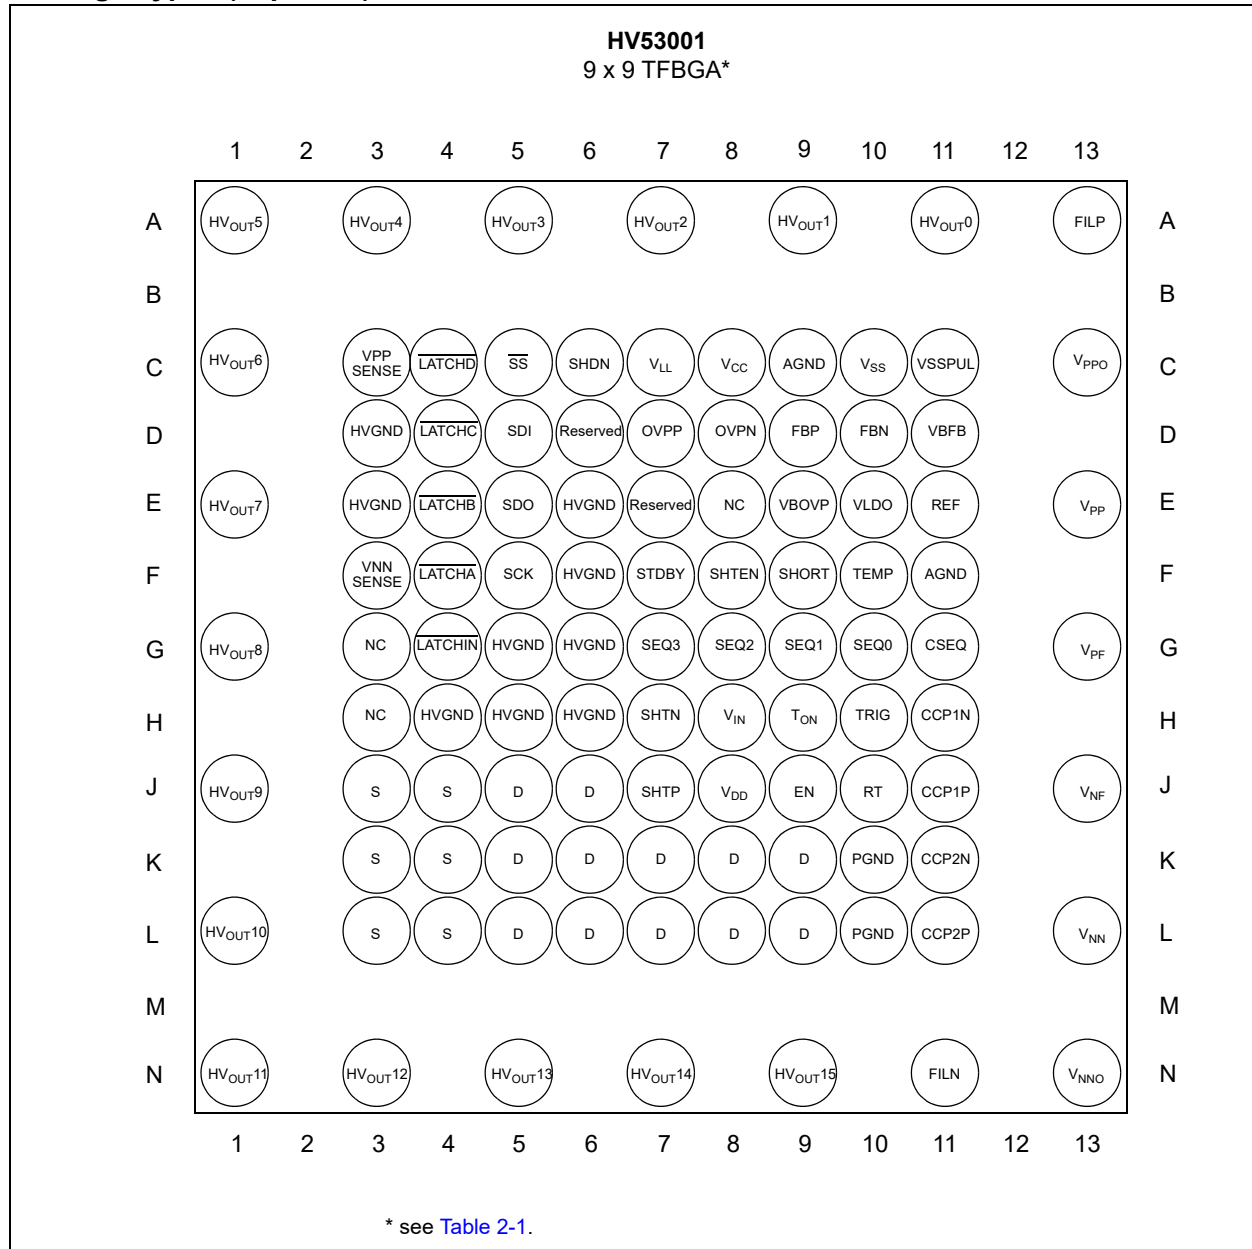 HV53001
9 x 9 TFBGA*
1 2 3 4 5 6 7 8 9 10 11 12 13
A HVOUT5 HVOUT4 HVOUT3 HVOUT2 HVOUT1 HVOUT0 FILP A
B B
C HVOUT6 VPP SENSE LATCHD SS SHDN VLL VCC AGND VSS VSSPUL VPPO C
D HVGND LATCHC SDI Reserved OVPP OVPN FBP FBN VBFB D
E HVOUT7 HVGND LATCHB SDO HVGND Reserved NC VBOVP VLDO REF VPP E
F VNN SENSE LATCHA SCK HVGND STDBY SHTEN SHORT TEMP AGND F
G HVOUT8 NC LATCHIN HVGND HVGND SEQ3 SEQ2 SEQ1 SEQ0 CSEQ VPF G
H NC HVGND HVGND HVGND SHTN VIN TON TRIG CCP1N H
J HVOUT9 S S D D SHTP VDD EN RT CCP1P VNF J
K S S D D D D D PGND CCP2N K
L HVOUT10 S S D D D D D PGND CCP2P VNN L
M M
N HVOUT11 HVOUT12 HVOUT13 HVOUT14 HVOUT15 FILN VNNO N
1 2 3 4 5 6 7 8 9 10 11 12 13
* see Table 2-1.